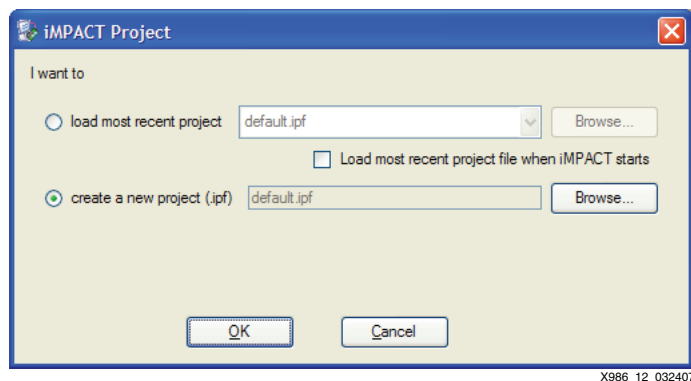 iMPACT Project
I want to
load most recent project default.ipf Browse...
Load most recent project file when iMPACT starts
create a new project (.ipf) default.ipf Browse...
OK Cancel
X986_12_032407